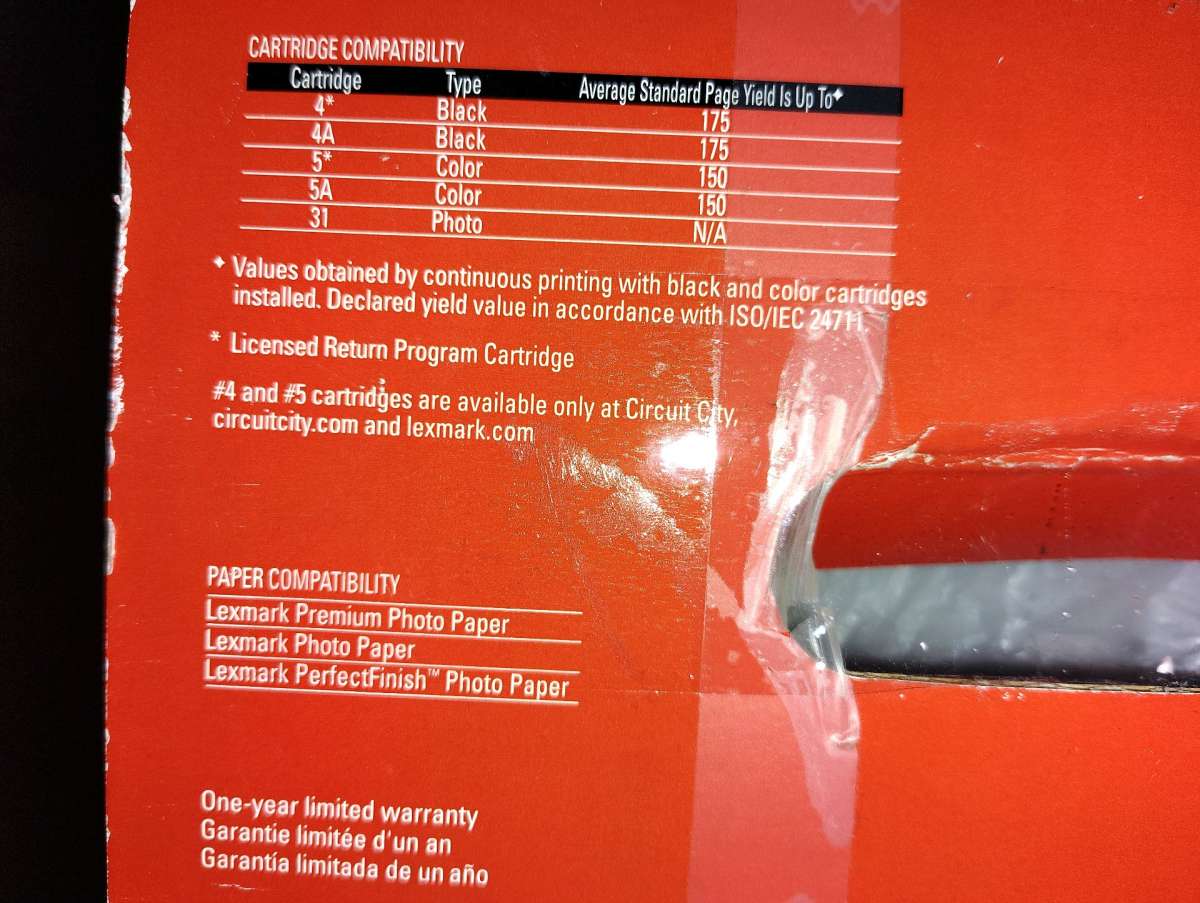 CARTRIDGE COMPATIBILITY
Cartridge Type Average Standard Page Yield Is Up To✦
4* Black 175
4A Black 175
5* Color 150
5A Color 150
31 Photo N/A
✦ Values obtained by continuous printing with black and color cartridges
installed. Declared yield value in accordance with ISO/IEC 24711.
* Licensed Return Program Cartridge
#4 and #5 cartridges are available only at Circuit City,
circuitcity.com and lexmark.com
PAPER COMPATIBILITY
Lexmark Premium Photo Paper
Lexmark Photo Paper
Lexmark PerfectFinish™ Photo Paper
One-year limited warranty
Garantie limitée d'un an
Garantía limitada de un año